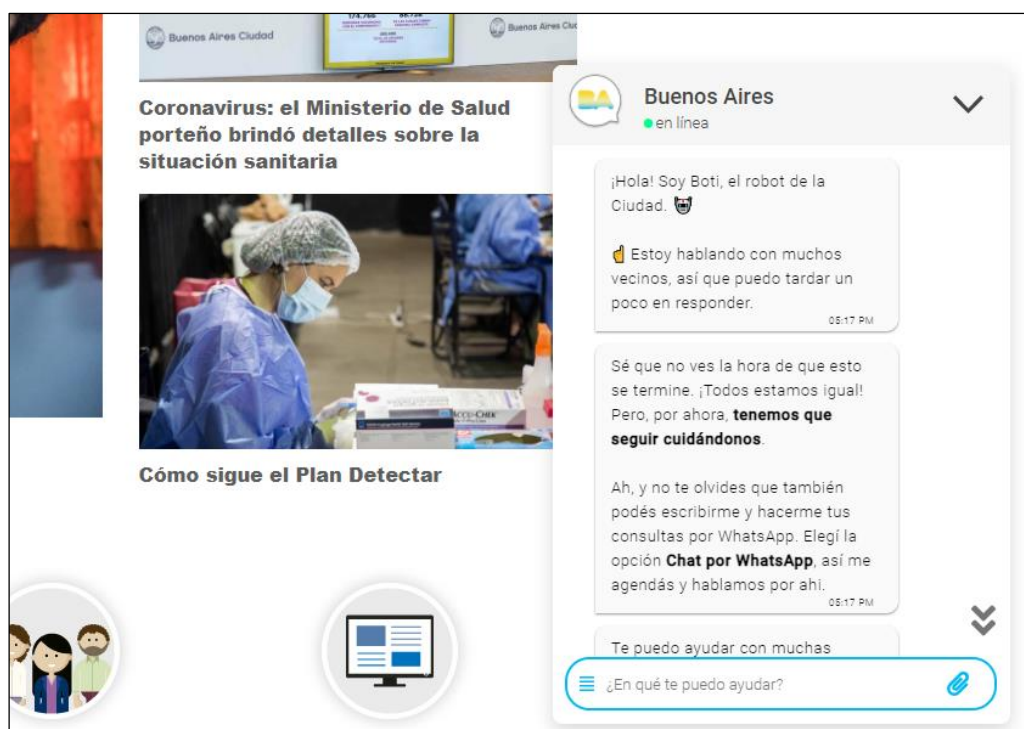 Buenos Aires Ciudad
174.766
Buenos Aires
Coronavirus: el Ministerio de Salud
porteño brindó detalles sobre la
situación sanitaria
ACCU-CHEK
Cómo sigue el Plan Detectar
BA
Buenos Aires
en línea
¡Hola! Soy Boti, el robot de la
Ciudad.
Estoy hablando con muchos
vecinos, así que puedo tardar un
poco en responder.
05:17 PM
Sé que no ves la hora de que esto
se termine. ¡Todos estamos igual!
Pero, por ahora, tenemos que
seguir cuidándonos.
Ah, y no te olvides que también
podés escribirme y hacerme tus
consultas por WhatsApp. Elegí la
opción Chat por WhatsApp, así me
agendás y hablamos por ahi.
05:17 PM
Te puedo ayudar con muchas
¿En qué te puedo ayudar?